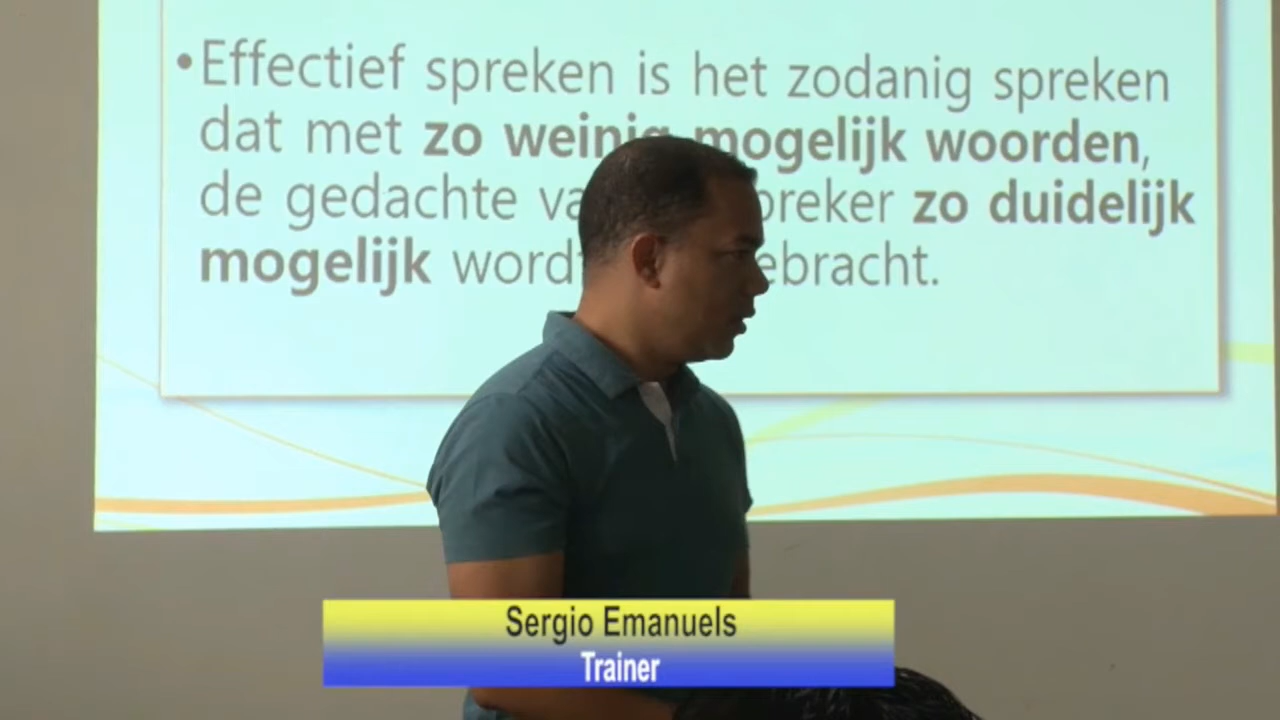 •Effectief spreken is het zodanig spreken
dat met zo weinig mogelijk woorden,
de gedachte zo duidelijk
mogelijk
Sergio Emanuels
Trainer